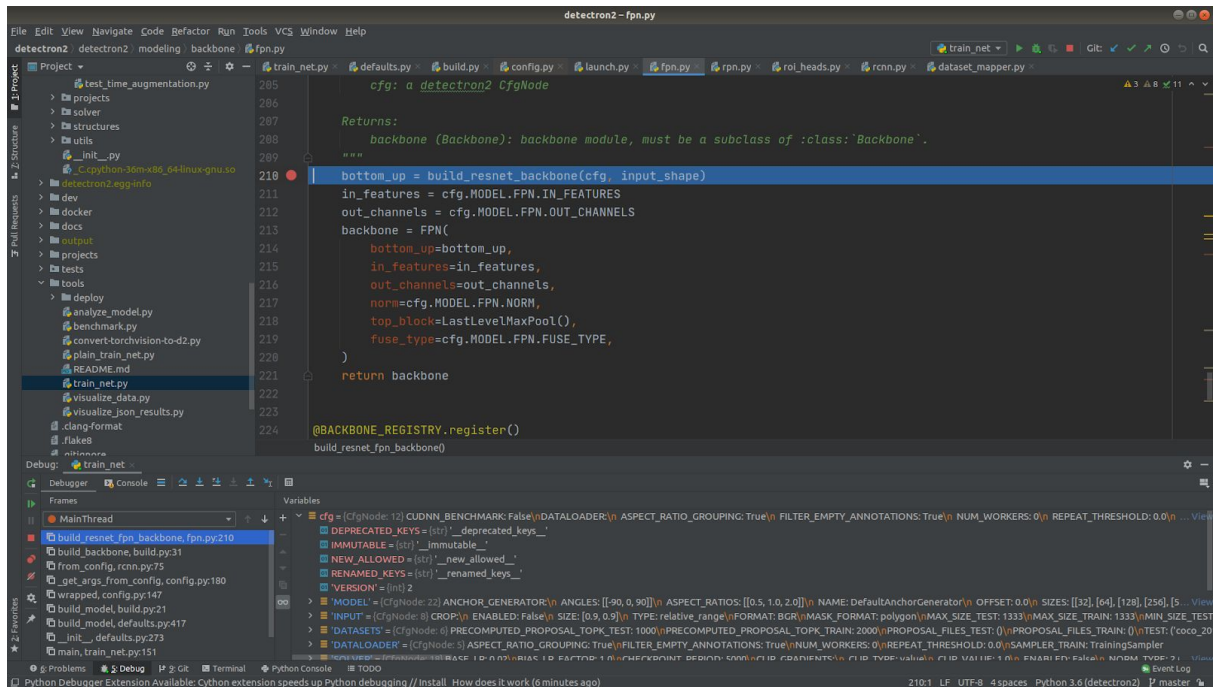 detectron2 – fpn.py
File Edit View Navigate Code Refactor Run Tools VCS Window Help
detectron2 detectron2 modeling backbone fpn.py
train_net
Git:
Project
train_net.py defaults.py build.py config.py launch.py fpn.py rpn.py roi_heads.py rcnn.py dataset_mapper.py
1: Project
Z: Structure
Pull Requests
2: Favorites
test_time_augmentation.py
projects
solver
structures
utils
__init__.py
_C.cpython-36m-x86_64-linux-gnu.so
detectron2.egg-info
dev
docker
docs
output
projects
tests
tools
deploy
analyze_model.py
benchmark.py
convert-torchvision-to-d2.py
plain_train_net.py
README.md
train_net.py
visualize_data.py
visualize_json_results.py
.clang-format
.flake8
.gitignore
3 8 11
205 cfg: a detectron2 CfgNode
206
207 Returns:
208 backbone (Backbone): backbone module, must be a subclass of :class:`Backbone`.
209 """
210 bottom_up = build_resnet_backbone(cfg, input_shape)
211 in_features = cfg.MODEL.FPN.IN_FEATURES
212 out_channels = cfg.MODEL.FPN.OUT_CHANNELS
213 backbone = FPN(
214 bottom_up=bottom_up,
215 in_features=in_features,
216 out_channels=out_channels,
217 norm=cfg.MODEL.FPN.NORM,
218 top_block=LastLevelMaxPool(),
219 fuse_type=cfg.MODEL.FPN.FUSE_TYPE,
220 )
221 return backbone
222
223
224 @BACKBONE_REGISTRY.register()
build_resnet_fpn_backbone()
Debug: train_net
Debugger Console
Frames
MainThread
build_resnet_fpn_backbone, fpn.py:210
build_backbone, build.py:31
from_config, rcnn.py:75
_get_args_from_config, config.py:180
wrapped, config.py:147
build_model, build.py:21
build_model, defaults.py:417
__init__, defaults.py:273
main, train_net.py:151
Variables
cfg = {CfgNode: 12} CUDNN_BENCHMARK: False\nDATALOADER:\n ASPECT_RATIO_GROUPING: True\n FILTER_EMPTY_ANNOTATIONS: True\n NUM_WORKERS: 0\n REPEAT_THRESHOLD: 0.0\n ... View
DEPRECATED_KEYS = {str} '__deprecated_keys__'
IMMUTABLE = {str} '__immutable__'
NEW_ALLOWED = {str} '__new_allowed__'
RENAMED_KEYS = {str} '__renamed_keys__'
'VERSION' = {int} 2
'MODEL' = {CfgNode: 22} ANCHOR_GENERATOR:\n ANGLES: [[-90, 0, 90]]\n ASPECT_RATIOS: [[0.5, 1.0, 2.0]]\n NAME: DefaultAnchorGenerator\n OFFSET: 0.0\n SIZES: [[32], [64], [128], [256], [5... View
'INPUT' = {CfgNode: 8} CROP:\n ENABLED: False\n SIZE: [0.9, 0.9]\n TYPE: relative_range\nFORMAT: BGR\nMASK_FORMAT: polygon\nMAX_SIZE_TEST: 1333\nMAX_SIZE_TRAIN: 1333\nMIN_SIZE_TEST
'DATASETS' = {CfgNode: 6} PRECOMPUTED_PROPOSAL_TOPK_TEST: 1000\nPRECOMPUTED_PROPOSAL_TOPK_TRAIN: 2000\nPROPOSAL_FILES_TEST: ()\nPROPOSAL_FILES_TRAIN: ()\nTEST: ('coco_20
'DATALOADER' = {CfgNode: 5} ASPECT_RATIO_GROUPING: True\nFILTER_EMPTY_ANNOTATIONS: True\nNUM_WORKERS: 0\nREPEAT_THRESHOLD: 0.0\nSAMPLER_TRAIN: TrainingSampler
6: Problems 5: Debug 9: Git Terminal Python Console TODO
Event Log
Python Debugger Extension Available: Cython extension speeds up Python debugging // Install How does it work (6 minutes ago)
210:1 LF UTF-8 4 spaces Python 3.6 (detectron2) master